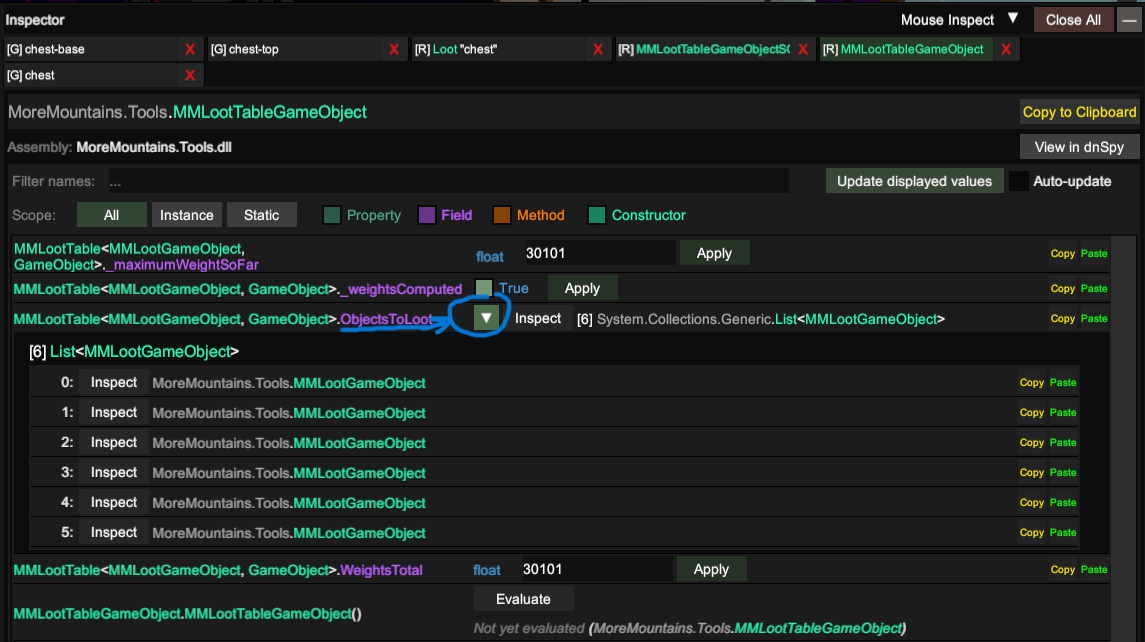 Inspector Mouse Inspect ▼ Close All —
[G] chest-base X [G] chest-top X [R] Loot "chest" X [R] MMLootTableGameObjectSO X [R] MMLootTableGameObject X
[G] chest X
MoreMountains.Tools.MMLootTableGameObject Copy to Clipboard
Assembly: MoreMountains.Tools.dll View in dnSpy
Filter names: ... Update displayed values Auto-update
Scope: All Instance Static Property Field Method Constructor
MMLootTable<MMLootGameObject,
GameObject>._maximumWeightSoFar float 30101 Apply Copy Paste
MMLootTable<MMLootGameObject, GameObject>._weightsComputed True Apply Copy Paste
MMLootTable<MMLootGameObject, GameObject>.ObjectsToLoot ▼ Inspect [6] System.Collections.Generic.List<MMLootGameObject> Copy Paste
[6] List<MMLootGameObject>
0: Inspect MoreMountains.Tools.MMLootGameObject Copy Paste
1: Inspect MoreMountains.Tools.MMLootGameObject Copy Paste
2: Inspect MoreMountains.Tools.MMLootGameObject Copy Paste
3: Inspect MoreMountains.Tools.MMLootGameObject Copy Paste
4: Inspect MoreMountains.Tools.MMLootGameObject Copy Paste
5: Inspect MoreMountains.Tools.MMLootGameObject Copy Paste
MMLootTable<MMLootGameObject, GameObject>.WeightsTotal float 30101 Apply Copy Paste
MMLootTableGameObject.MMLootTableGameObject() Evaluate
Not yet evaluated (MoreMountains.Tools.MMLootTableGameObject)